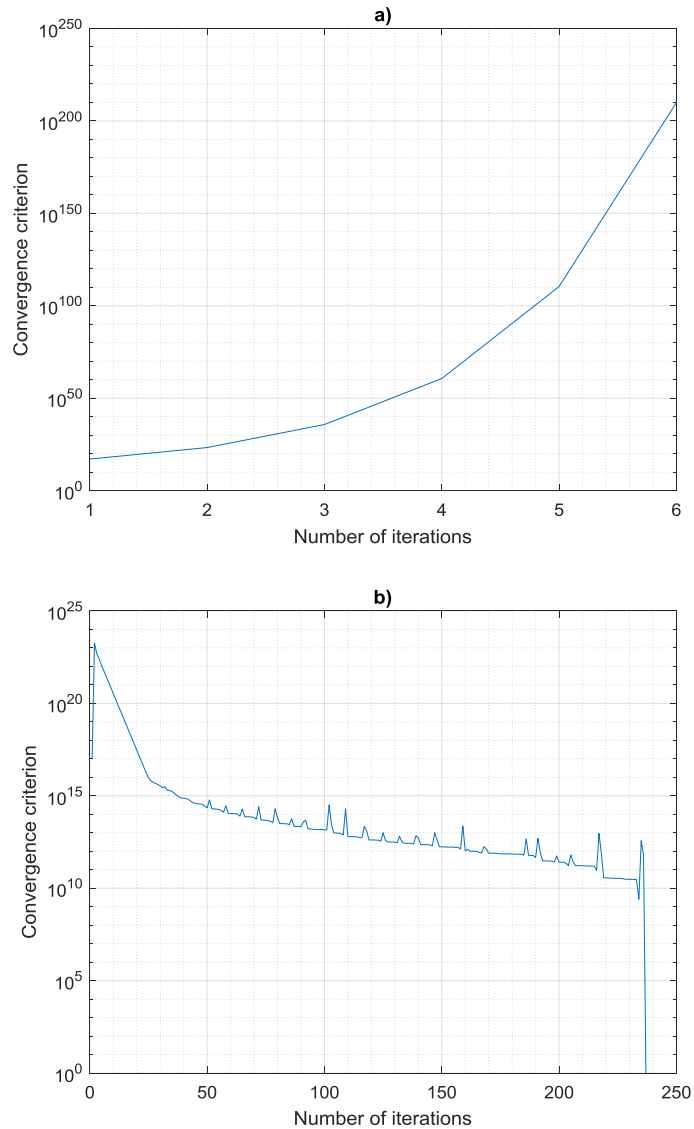 a)
10^250
10^200
10^150
10^100
10^50
10^0
Convergence criterion
1 2 3 4 5 6
Number of iterations
b)
10^25
10^20
10^15
10^10
10^5
10^0
Convergence criterion
0 50 100 150 200 250
Number of iterations